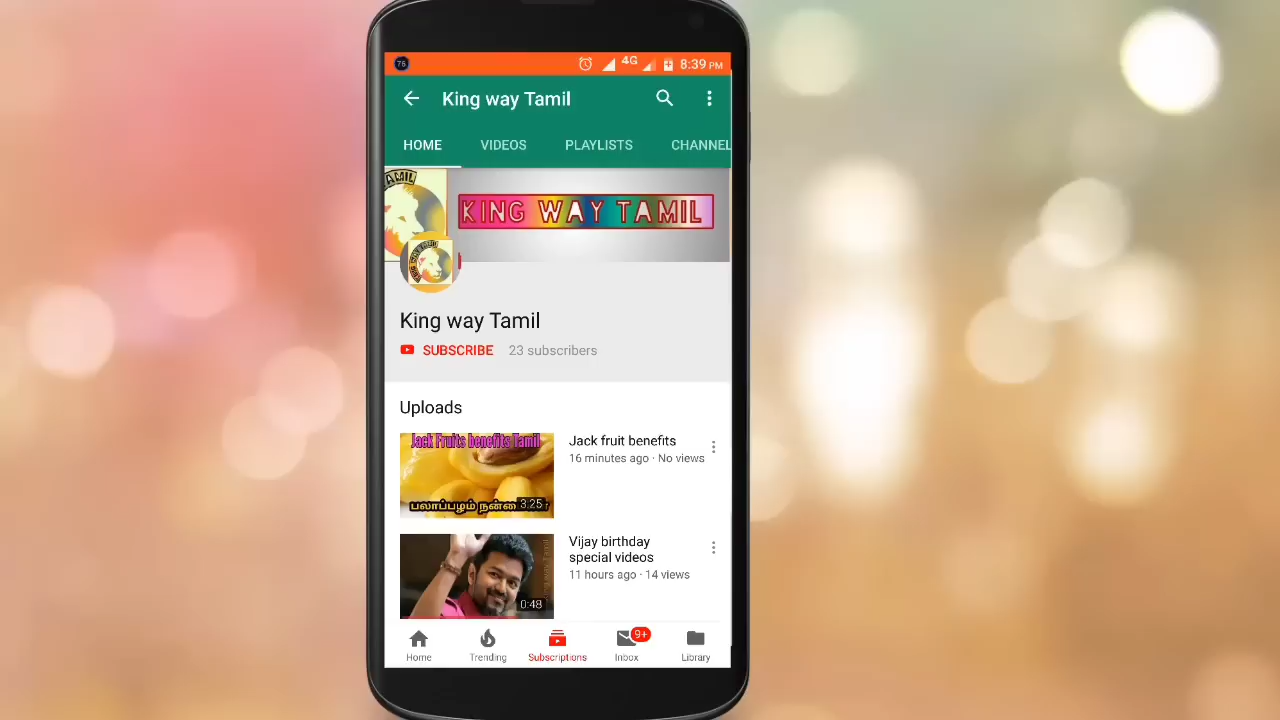 76 4G 8:39 PM
King way Tamil
HOME VIDEOS PLAYLISTS CHANNEL
TAMIL
KING WAY TAMIL
King way Tamil
SUBSCRIBE 23 subscribers
Uploads
Jack Fruits benefits Tamil
3:25
Jack fruit benefits
16 minutes ago · No views
0:48
Vijay birthday
special videos
11 hours ago · 14 views
9+
Home Trending Subscriptions Inbox Library